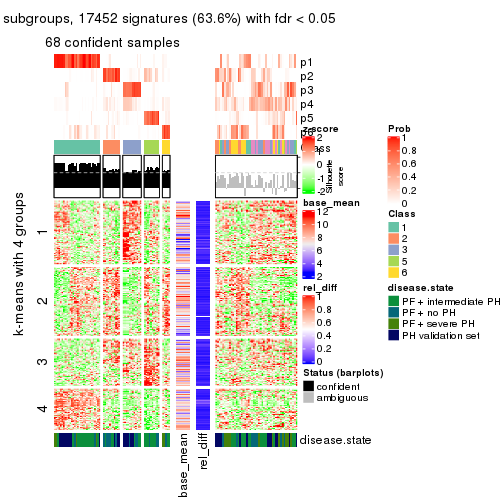 subgroups, 17452 signatures (63.6%) with fdr < 0.05
68 confident samples
p1
p2
p3
p4
p5
p6
Class
z-score
2
1
0
-1
-2
Silhouette
score
base_mean
12
10
8
6
4
2
rel_diff
1
0.8
0.6
0.4
0.2
0
Status (barplots)
confident
ambiguous
Prob
1
0.8
0.6
0.4
0.2
0
Class
1
2
3
5
6
disease.state
PF+ intermediate PH
PF+ no PH
PF+ severe PH
PH validation set
k-means with 4 groups
1
2
3
4
disease.state
base_mean
rel_diff